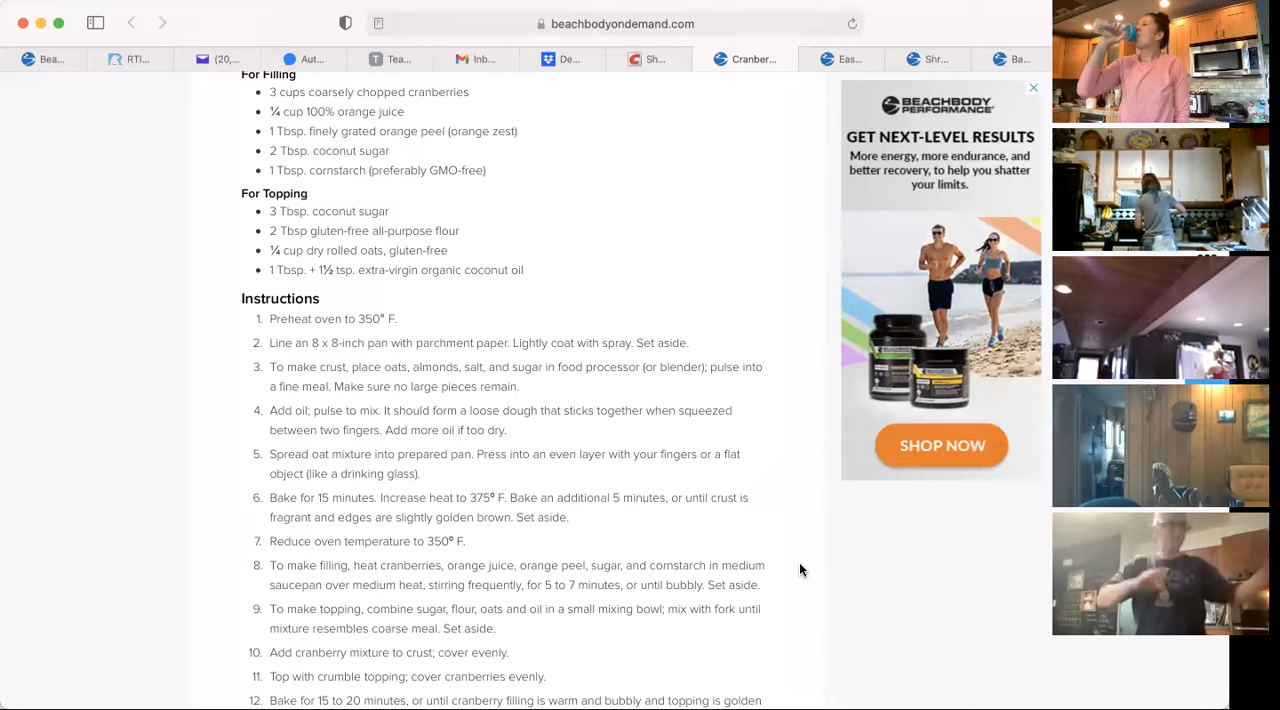 beachbodyondemand.com
Bea...
RTI...
(20,...
Aut...
Tea...
Inb...
De...
Sh...
Cranber...
Eas...
Shr...
Ba...
For Filling
• 3 cups coarsely chopped cranberries
• ¼ cup 100% orange juice
• 1 Tbsp. finely grated orange peel (orange zest)
• 2 Tbsp. coconut sugar
• 1 Tbsp. cornstarch (preferably GMO-free)
For Topping
• 3 Tbsp. coconut sugar
• 2 Tbsp gluten-free all-purpose flour
• ¼ cup dry rolled oats, gluten-free
• 1 Tbsp. + 1½ tsp. extra-virgin organic coconut oil
Instructions
1. Preheat oven to 350° F.
2. Line an 8 x 8-inch pan with parchment paper. Lightly coat with spray. Set aside.
3. To make crust, place oats, almonds, salt, and sugar in food processor (or blender); pulse into
a fine meal. Make sure no large pieces remain.
4. Add oil; pulse to mix. It should form a loose dough that sticks together when squeezed
between two fingers. Add more oil if too dry.
5. Spread oat mixture into prepared pan. Press into an even layer with your fingers or a flat
object (like a drinking glass).
6. Bake for 15 minutes. Increase heat to 375° F. Bake an additional 5 minutes, or until crust is
fragrant and edges are slightly golden brown. Set aside.
7. Reduce oven temperature to 350° F.
8. To make filling, heat cranberries, orange juice, orange peel, sugar, and cornstarch in medium
saucepan over medium heat, stirring frequently, for 5 to 7 minutes, or until bubbly. Set aside.
9. To make topping, combine sugar, flour, oats and oil in a small mixing bowl; mix with fork until
mixture resembles coarse meal. Set aside.
10. Add cranberry mixture to crust; cover evenly.
11. Top with crumble topping; cover cranberries evenly.
12. Bake for 15 to 20 minutes, or until cranberry filling is warm and bubbly and topping is golden
BEACHBODY
PERFORMANCE
GET NEXT-LEVEL RESULTS
More energy, more endurance, and
better recovery, to help you shatter
your limits.
SHOP NOW